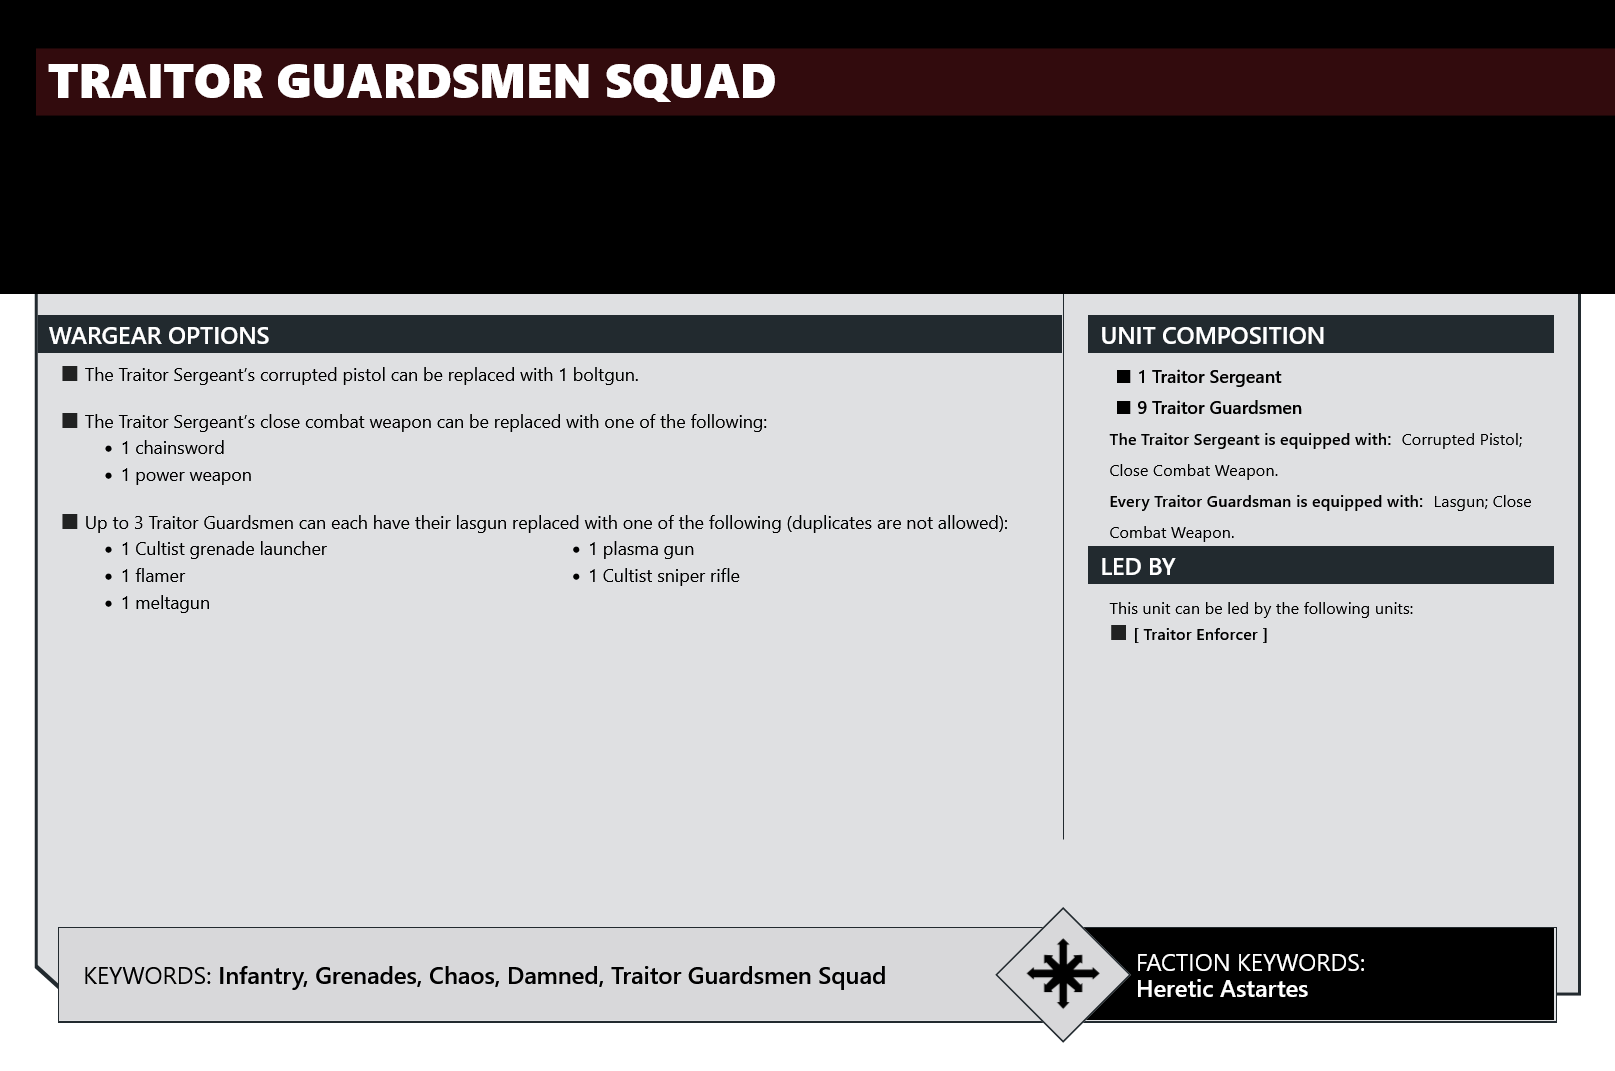 TRAITOR GUARDSMEN SQUAD
WARGEAR OPTIONS
■ The Traitor Sergeant’s corrupted pistol can be replaced with 1 boltgun.
■ The Traitor Sergeant’s close combat weapon can be replaced with one of the following:
• 1 chainsword
• 1 power weapon
■ Up to 3 Traitor Guardsmen can each have their lasgun replaced with one of the following (duplicates are not allowed):
• 1 Cultist grenade launcher
• 1 flamer
• 1 meltagun
• 1 plasma gun
• 1 Cultist sniper rifle
UNIT COMPOSITION
■ 1 Traitor Sergeant
■ 9 Traitor Guardsmen
The Traitor Sergeant is equipped with: Corrupted Pistol;
Close Combat Weapon.
Every Traitor Guardsman is equipped with: Lasgun; Close
Combat Weapon.
LED BY
This unit can be led by the following units:
■ [ Traitor Enforcer ]
KEYWORDS: Infantry, Grenades, Chaos, Damned, Traitor Guardsmen Squad
FACTION KEYWORDS:
Heretic Astartes